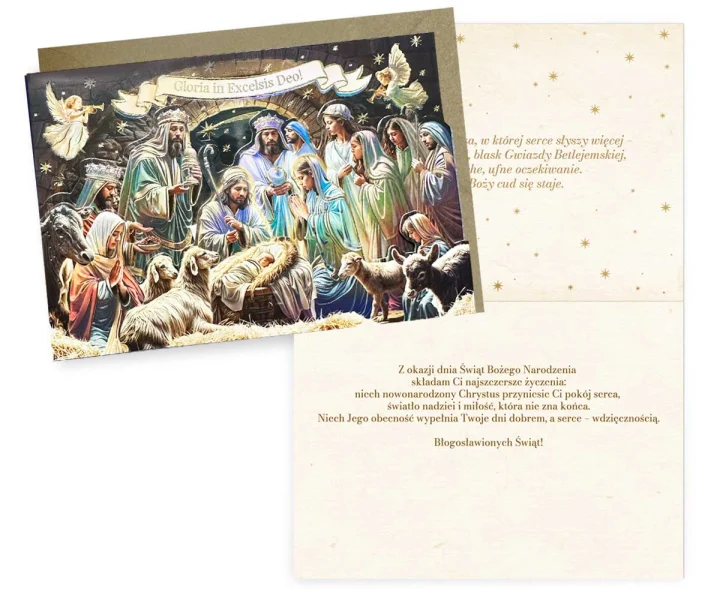 Gloria in Excelsis Deo!
w której serce słyszy więcej –
blask Gwiazdy Betlejemskiej,
ufne oczekiwanie.
Boży cud się staje.
Z okazji dnia Świąt Bożego Narodzenia
składam Ci najszczersze życzenia:
niech nowonarodzony Chrystus przyniesie Ci pokój serca,
światło nadziei i miłość, która nie zna końca.
Niech Jego obecność wypełnia Twoje dni dobrem, a serce – wdzięcznością.
Błogosławionych Świąt!